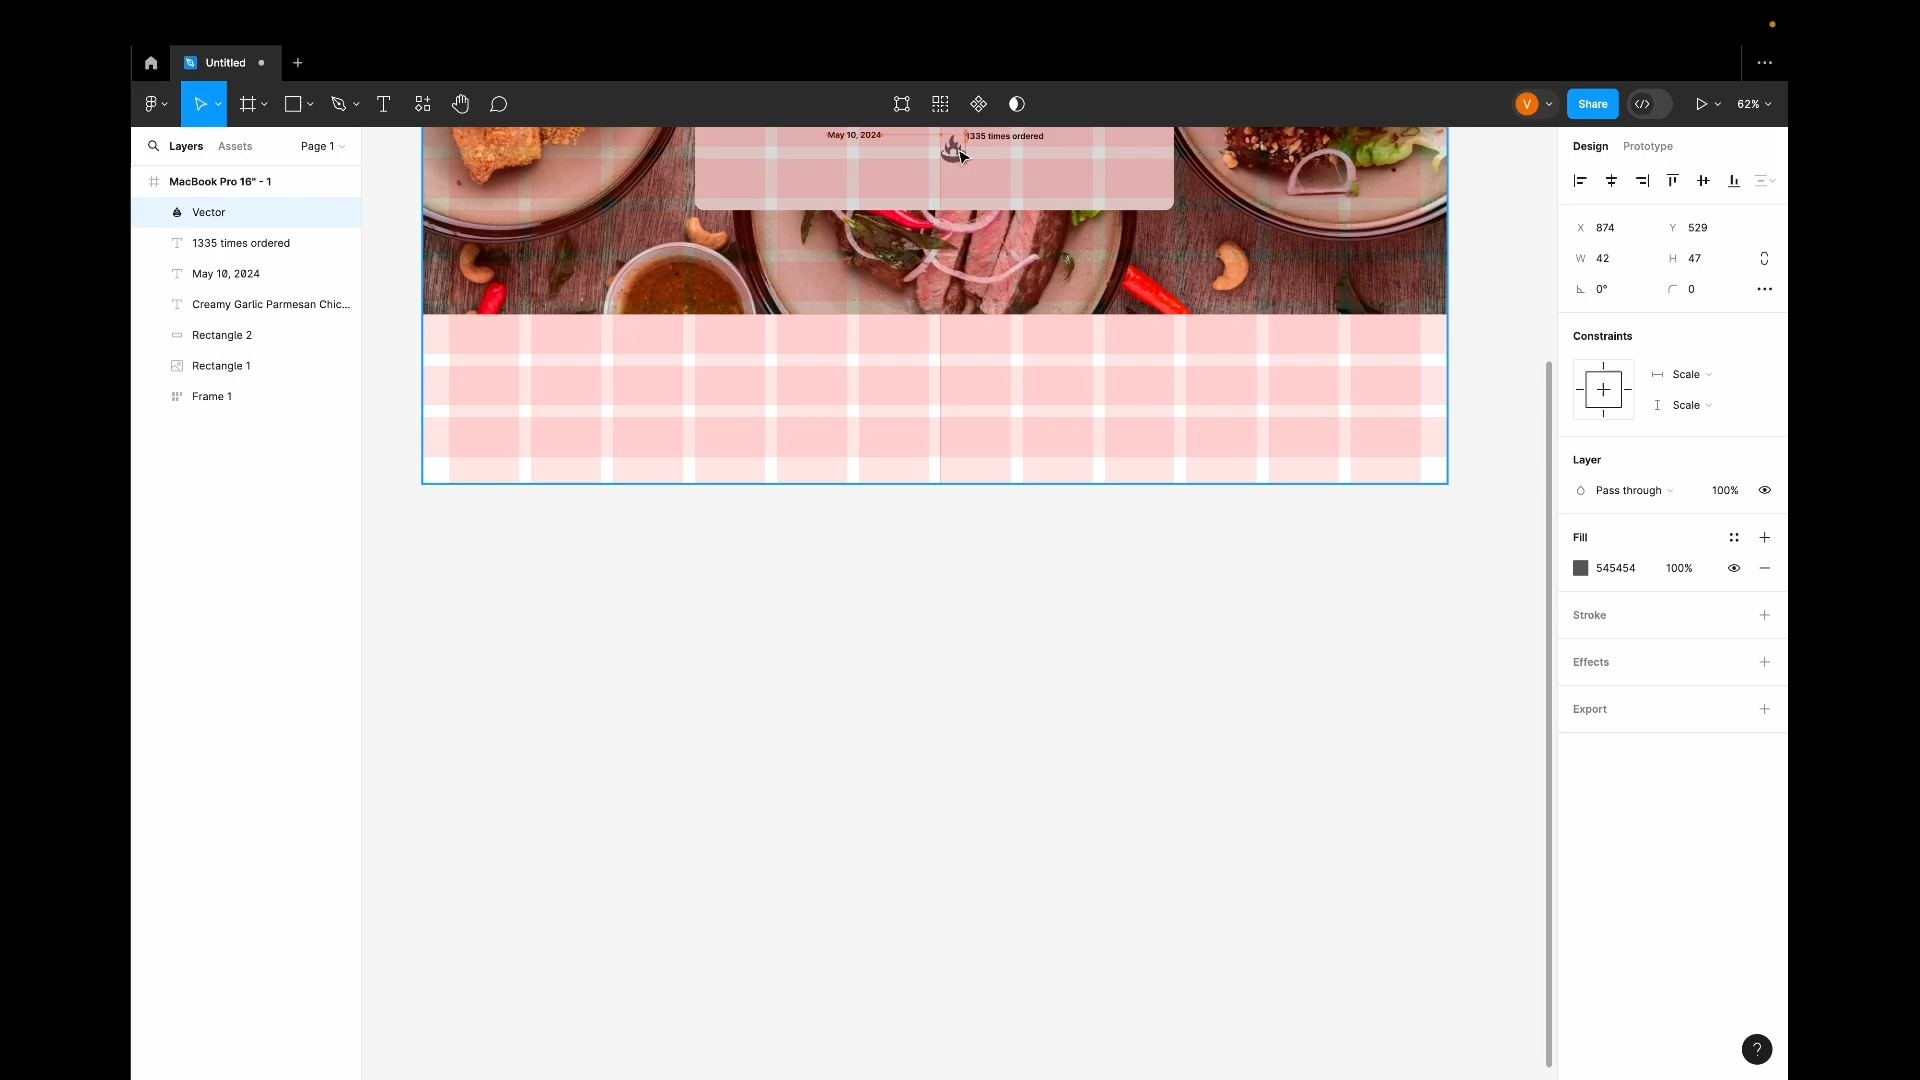 Untitled
V
Share
62%
Layers
Assets
Page 1
MacBook Pro 16" - 1
Vector
1335 times ordered
May 10, 2024
Creamy Garlic Parmesan Chic...
Rectangle 2
Rectangle 1
Frame 1
May 10, 2024
1335 times ordered
Design
Prototype
X 874
Y 529
W 42
H 47
0°
0
Constraints
Scale
Scale
Layer
Pass through
100%
Fill
545454
100%
Stroke
Effects
Export
?